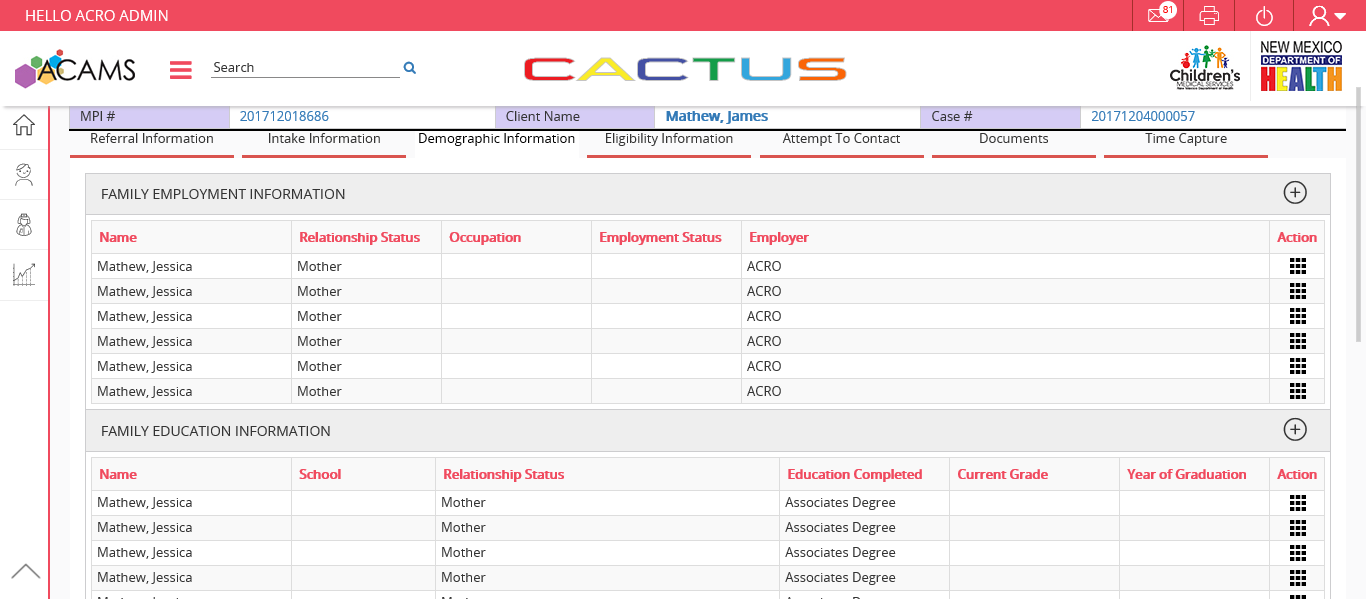 HELLO ACRO ADMIN 81
ACAMS Search CACTUS Children's MEDICAL SERVICES NEW MEXICO DEPARTMENT OF HEALTH
MPI # 201712018686 Client Name Mathew, James Case # 20171204000057
Referral Information Intake Information Demographic Information Eligibility Information Attempt To Contact Documents Time Capture
FAMILY EMPLOYMENT INFORMATION
Name Relationship Status Occupation Employment Status Employer Action
Mathew, Jessica Mother ACRO
Mathew, Jessica Mother ACRO
Mathew, Jessica Mother ACRO
Mathew, Jessica Mother ACRO
Mathew, Jessica Mother ACRO
Mathew, Jessica Mother ACRO
FAMILY EDUCATION INFORMATION
Name School Relationship Status Education Completed Current Grade Year of Graduation Action
Mathew, Jessica Mother Associates Degree
Mathew, Jessica Mother Associates Degree
Mathew, Jessica Mother Associates Degree
Mathew, Jessica Mother Associates Degree